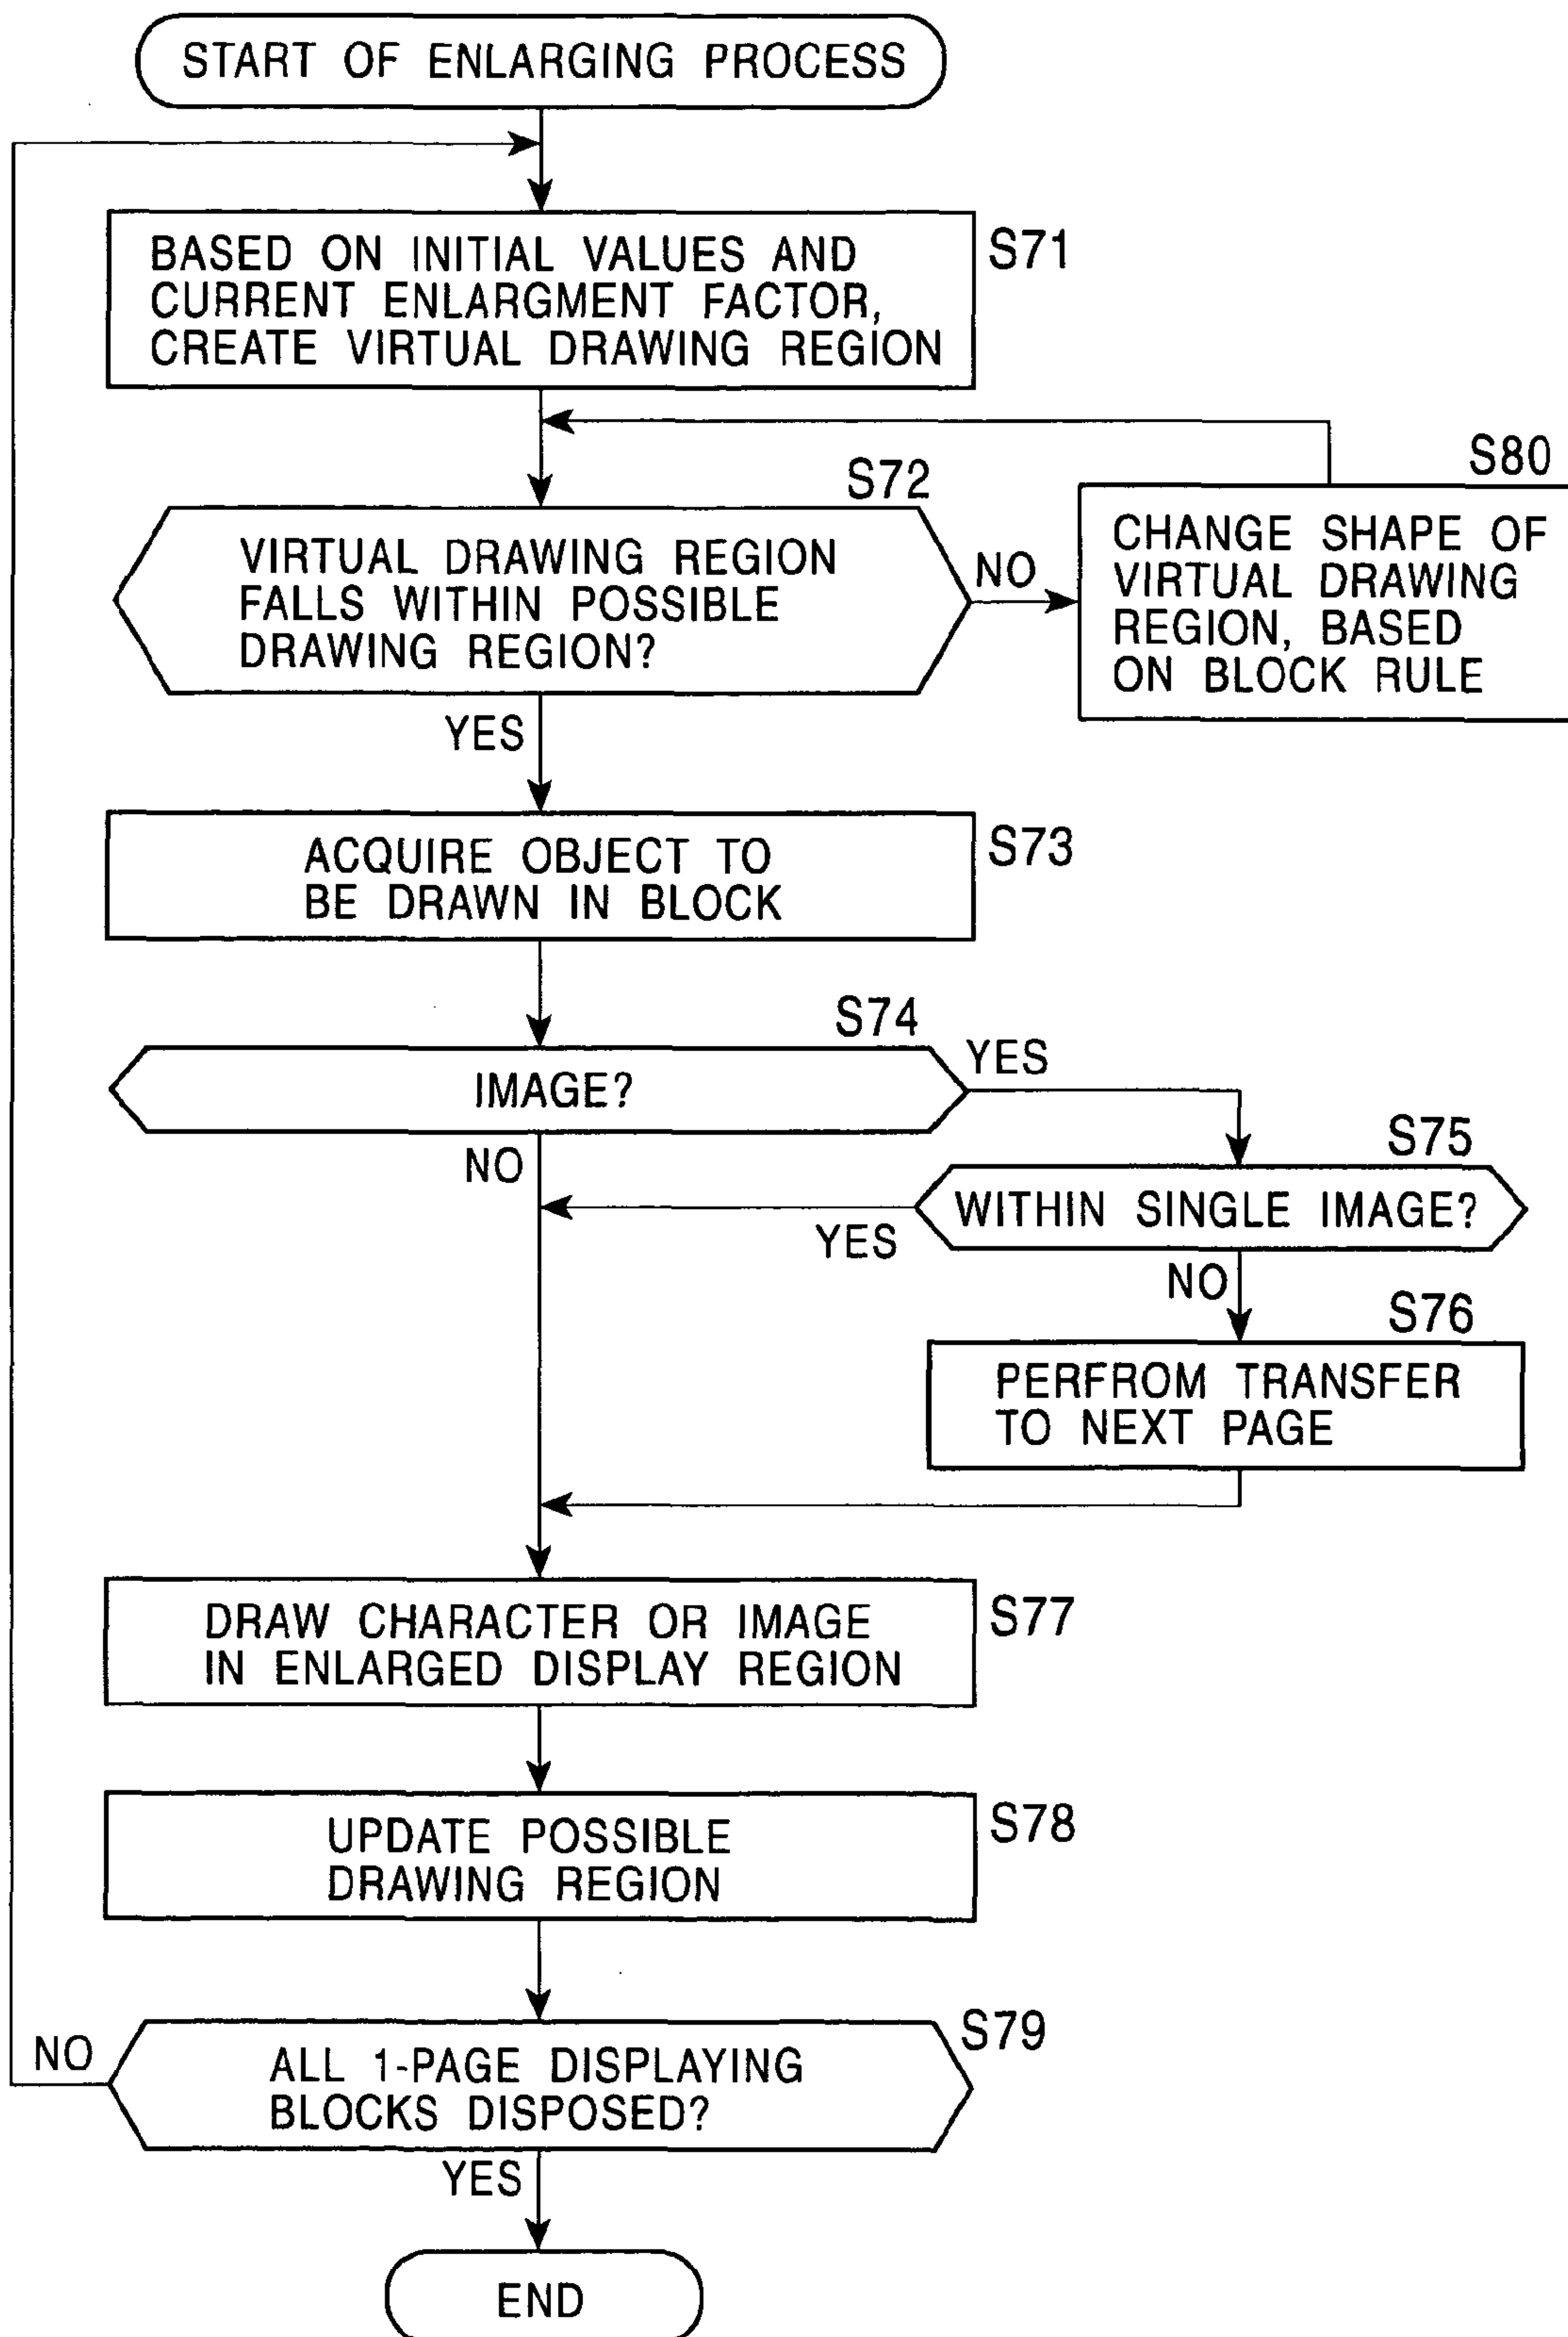 START OF ENLARGING PROCESS
BASED ON INITIAL VALUES AND
CURRENT ENLARGMENT FACTOR,
CREATE VIRTUAL DRAWING REGION
S71
S72
VIRTUAL DRAWING REGION
FALLS WITHIN POSSIBLE
DRAWING REGION?
NO
S80
CHANGE SHAPE OF
VIRTUAL DRAWING
REGION, BASED
ON BLOCK RULE
YES
ACQUIRE OBJECT TO
BE DRAWN IN BLOCK
S73
S74
IMAGE?
YES
NO
S75
WITHIN SINGLE IMAGE?
YES
NO
S76
PERFROM TRANSFER
TO NEXT PAGE
DRAW CHARACTER OR IMAGE
IN ENLARGED DISPLAY REGION
S77
UPDATE POSSIBLE
DRAWING REGION
S78
S79
NO
ALL 1-PAGE DISPLAYING
BLOCKS DISPOSED?
YES
END